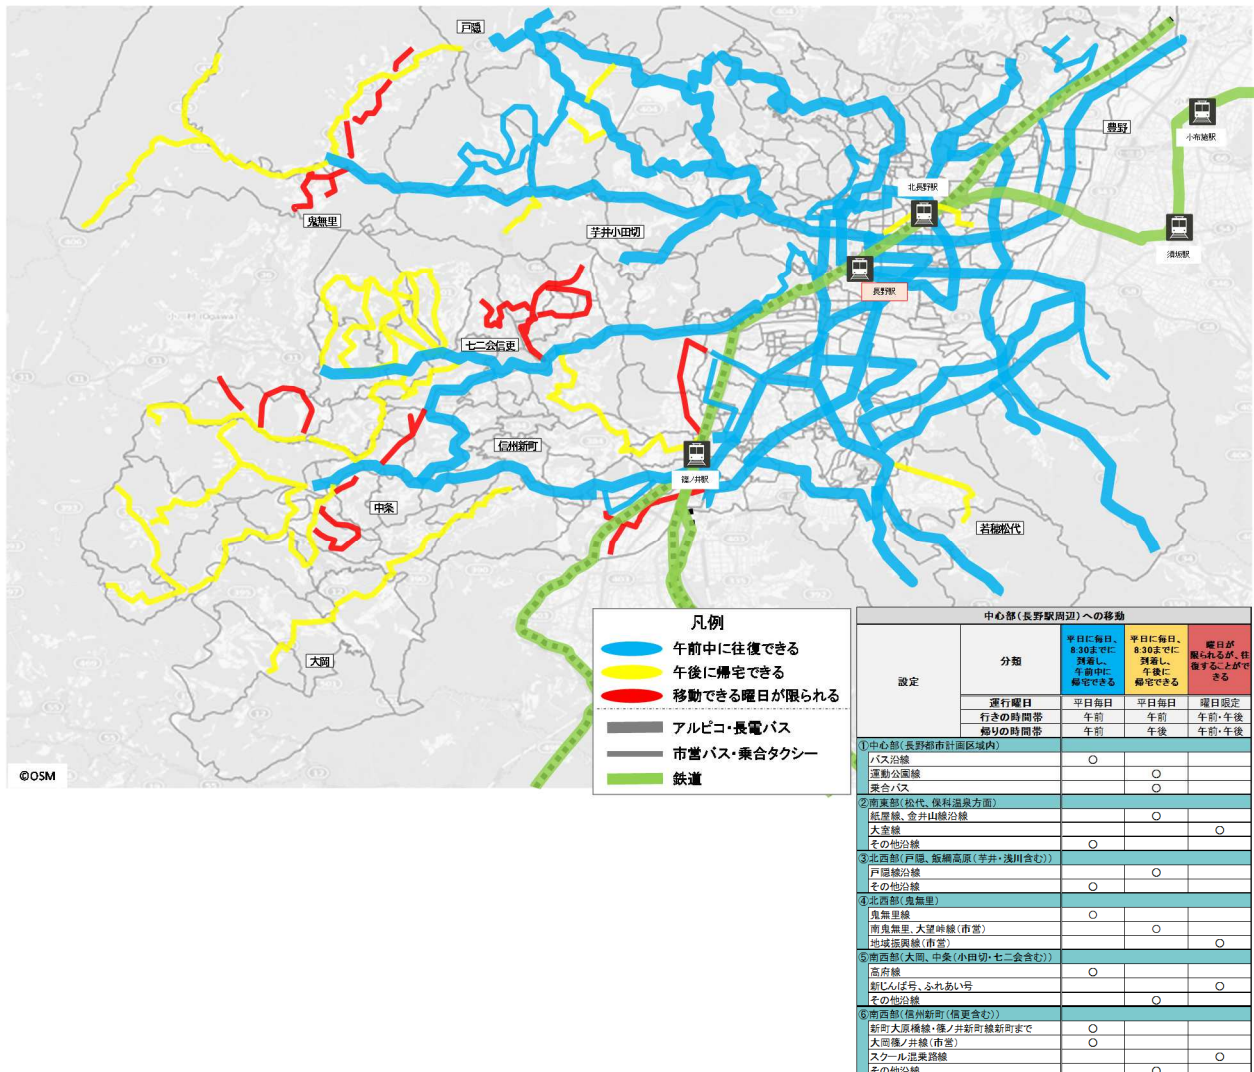 戸隠
豊野
小布施駅
北長野駅
鬼無里
芋井小田切
須坂駅
長野駅
七二会信更
信州新町
篠ノ井駅
中条
若穂松代
大岡
©OSM
凡例
午前中に往復できる
午後に帰宅できる
移動できる曜日が限られる
アルピコ・長電バス
市営バス・乗合タクシー
鉄道
中心部(長野駅周辺)への移動
設定
分類
平日に毎日、8:30までに到着し、午前中に帰宅できる
平日に毎日、8:30までに到着し、午後に帰宅できる
曜日が限られるが、往復することができる
運行曜日 平日毎日 平日毎日 曜日限定
行きの時間帯 午前 午前 午前・午後
帰りの時間帯 午前 午後 午前・午後
①中心部(長野都市計画区域内)
バス沿線 ○
運動公園線 ○
乗合バス ○
②南東部(松代、保科温泉方面)
紙屋線、金井山線沿線 ○
大室線 ○
その他沿線 ○
③北西部(戸隠、飯綱高原(芋井・浅川含む))
戸隠線沿線 ○
その他沿線 ○
④北西部(鬼無里)
鬼無里線 ○
南鬼無里、大望峠線(市営) ○
地域振興線(市営) ○
⑤南西部(大岡、中条(小田切・七二会含む))
高府線 ○
新じんば号、ふれあい号 ○
その他沿線 ○
⑥南西部(信州新町(信更含む))
新町大原橋線・篠ノ井新町線新町まで ○
大岡篠ノ井線(市営) ○
スクール混乗路線 ○
その他沿線 ○